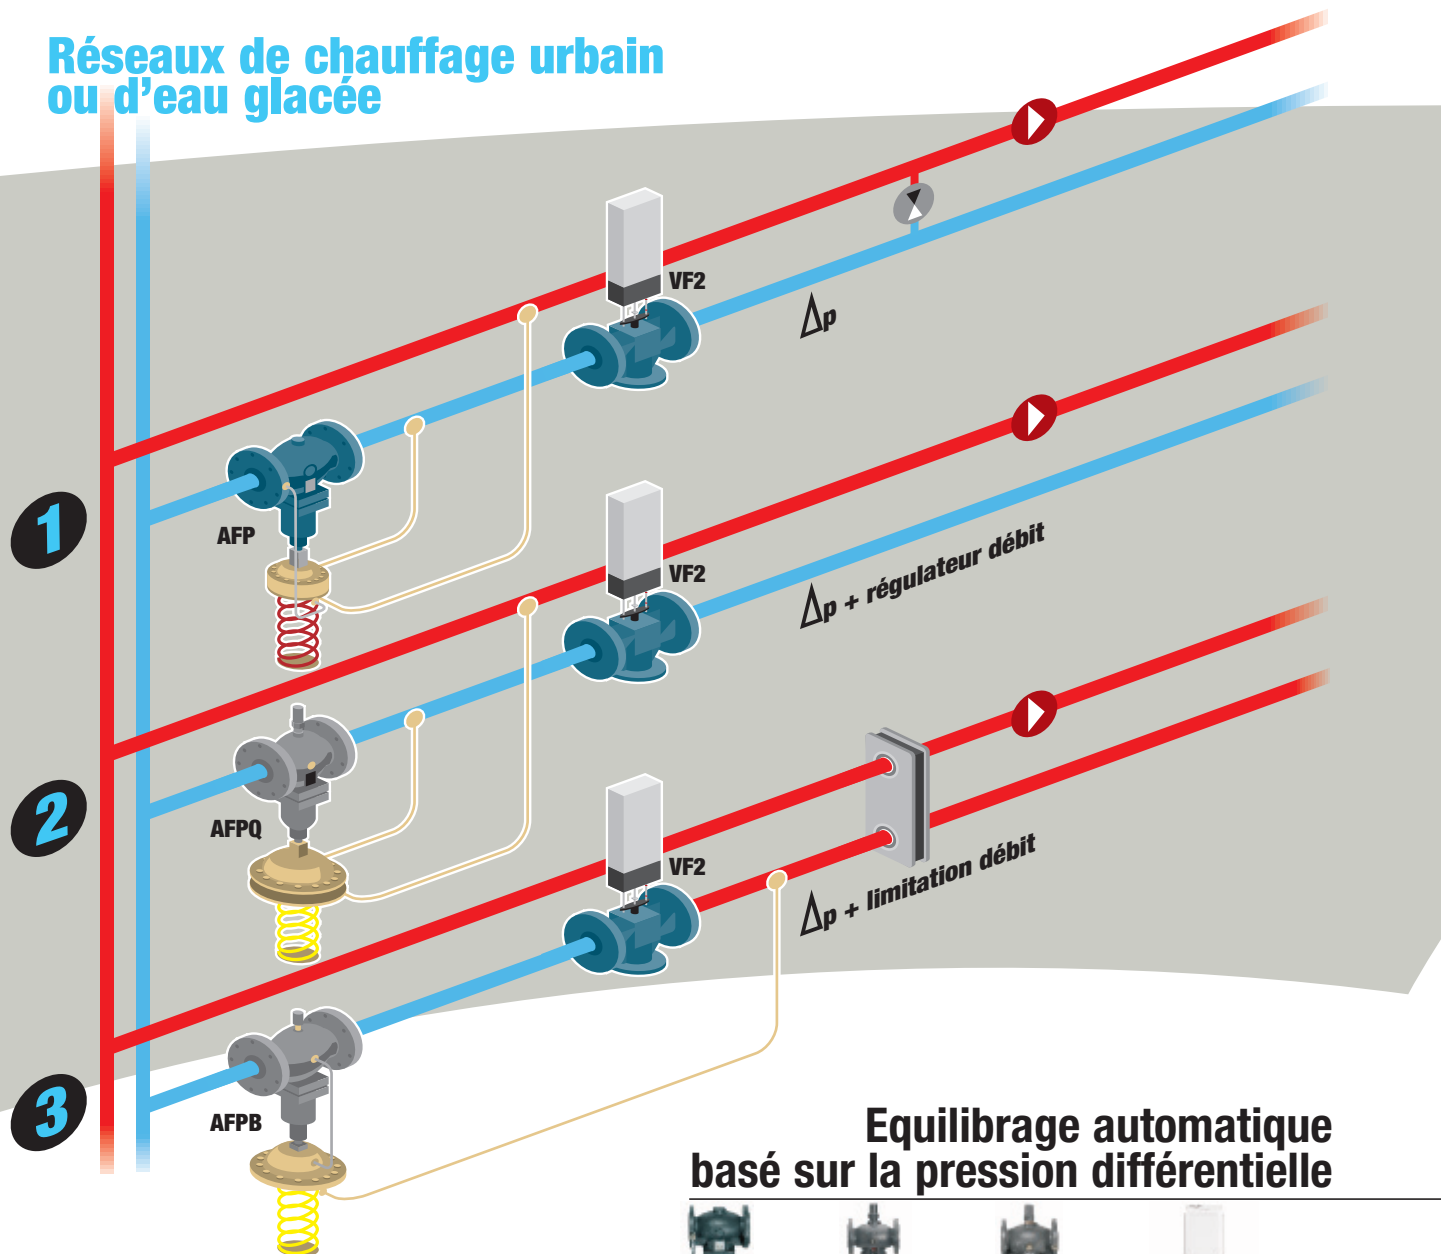 Réseaux de chauffage urbain
ou d'eau glacée
VF2
Δp
1
AFP
VF2
Δp + régulateur débit
2
AFPQ
VF2
Δp + limitation débit
3
AFPB
Equilibrage automatique
basé sur la pression différentielle